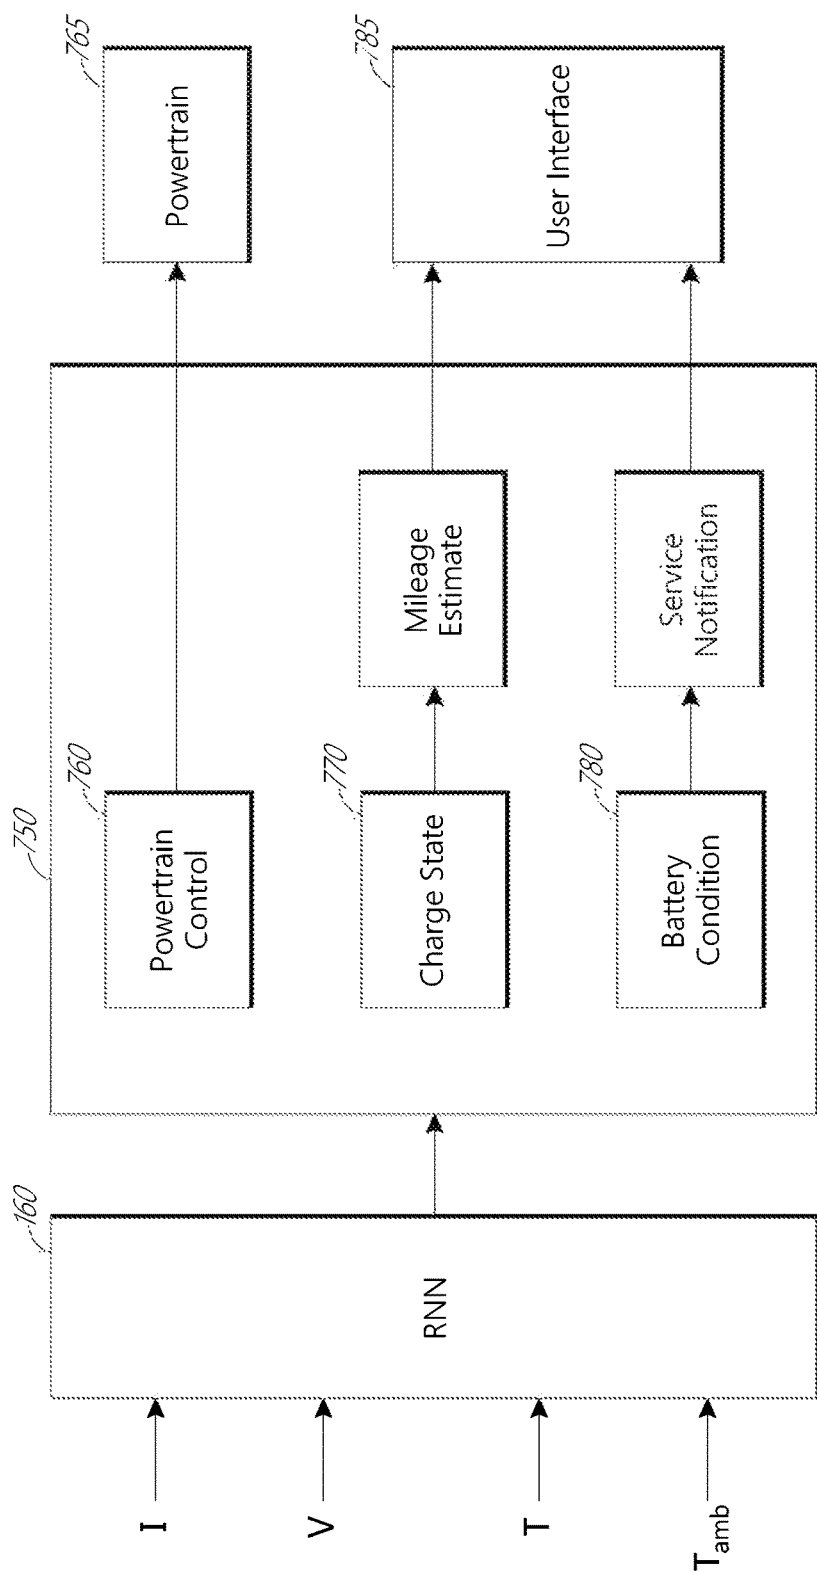 I
V
T
Tamb
160
RNN
750
760
Powertrain
Control
770
Charge State
780
Battery
Condition
Mileage
Estimate
Service
Notification
765
Powertrain
785
User Interface